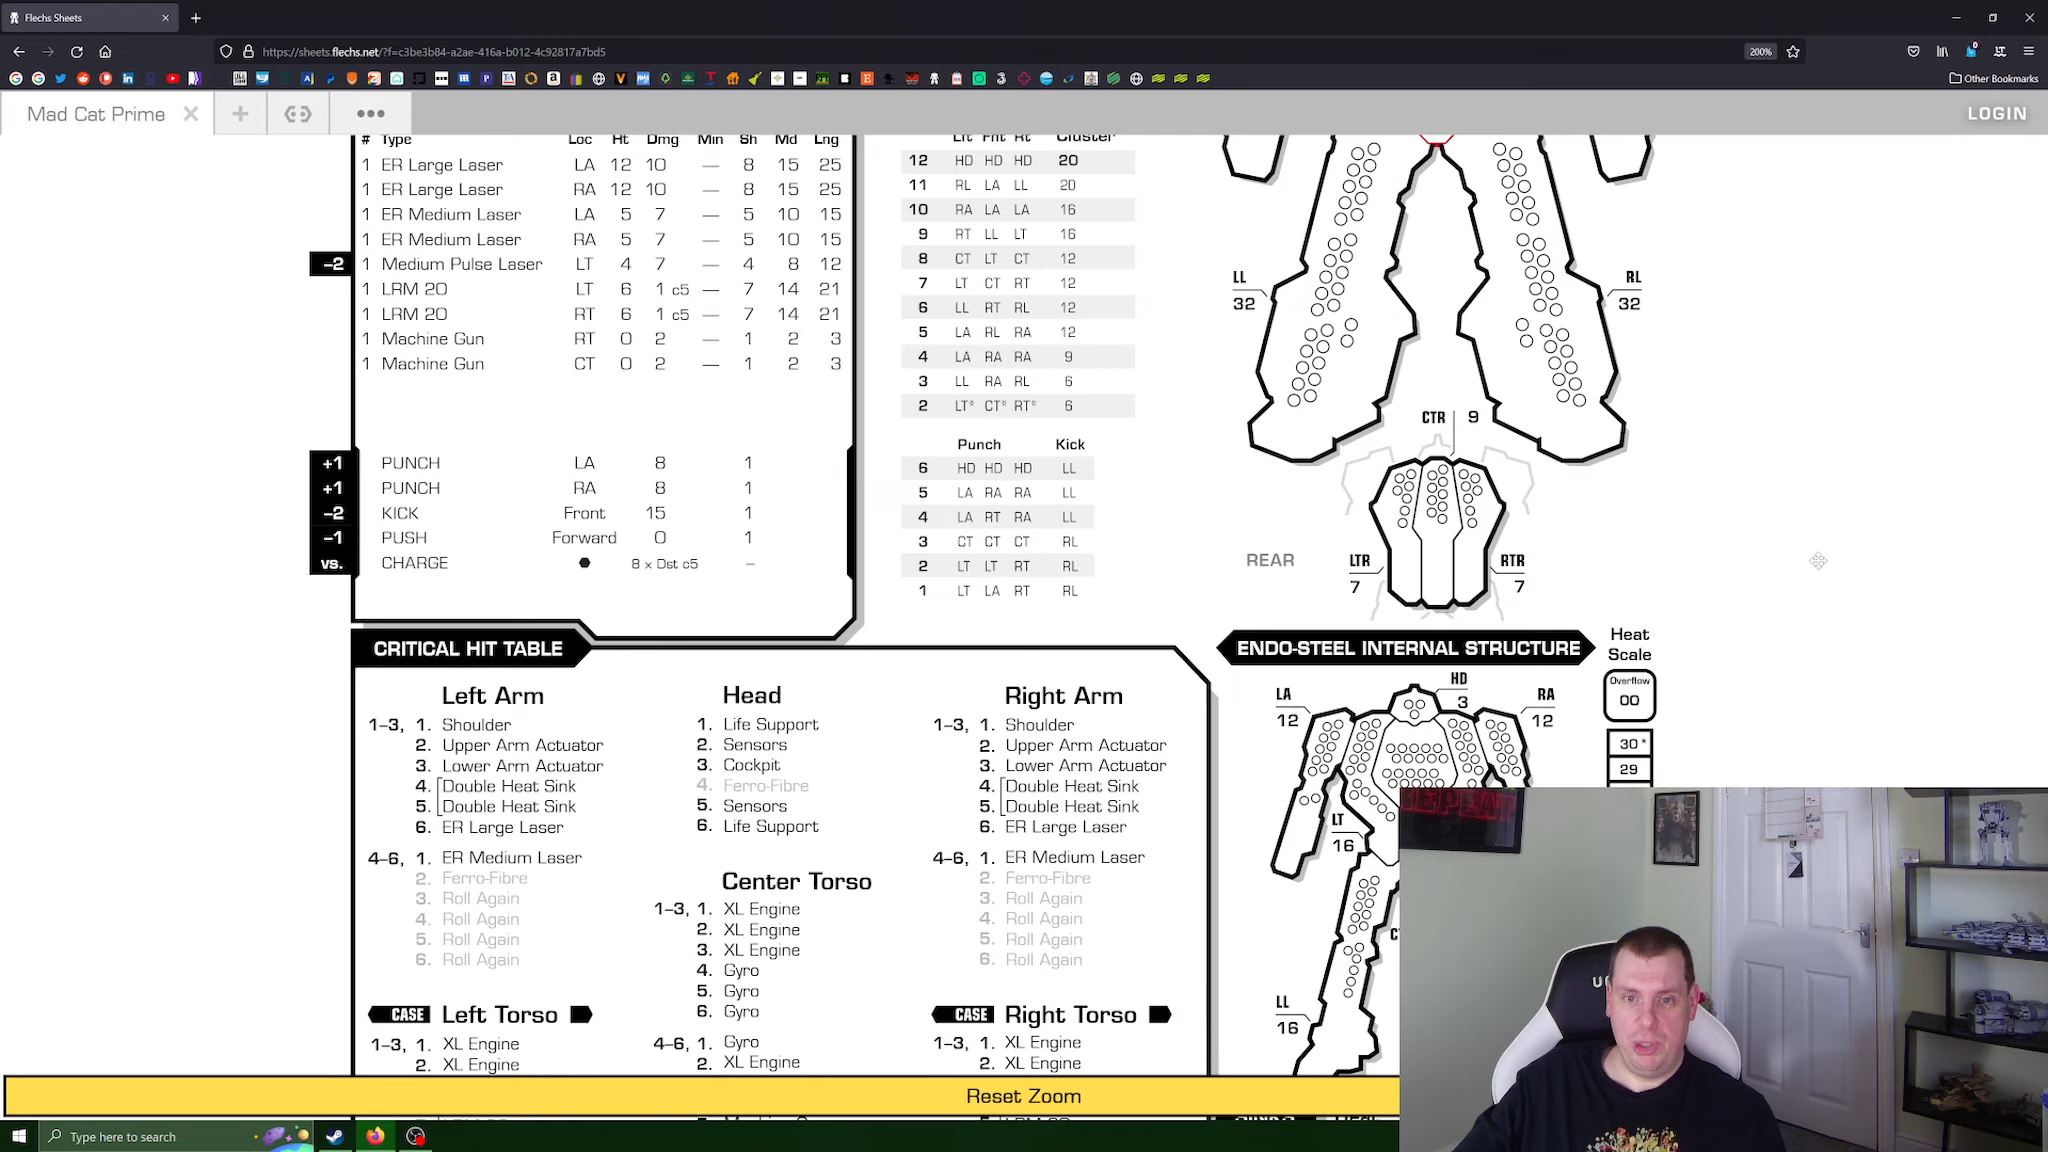 Flechs Sheets
https://sheets.flechs.net/?f=c3be3b84-a2ae-416a-b012-4c92817a7bd5
200%
Other Bookmarks
Mad Cat Prime
LOGIN
# Type Loc Ht Dmg Min Sh Md Lng
1 ER Large Laser LA 12 10 — 8 15 25
1 ER Large Laser RA 12 10 — 8 15 25
1 ER Medium Laser LA 5 7 — 5 10 15
1 ER Medium Laser RA 5 7 — 5 10 15
-2 1 Medium Pulse Laser LT 4 7 — 4 8 12
1 LRM 20 LT 6 1 c5 — 7 14 21
1 LRM 20 RT 6 1 c5 — 7 14 21
1 Machine Gun RT 0 2 — 1 2 3
1 Machine Gun CT 0 2 — 1 2 3
+1 PUNCH LA 8 1
+1 PUNCH RA 8 1
-2 KICK Front 15 1
-1 PUSH Forward 0 1
vs. CHARGE 8 x Dst c5 –
Lft Fnt Rt Cluster
12 HD HD HD 20
11 RL LA LL 20
10 RA LA LA 16
9 RT LL LT 16
8 CT LT CT 12
7 LT CT RT 12
6 LL RT RL 12
5 LA RL RA 12
4 LA RA RA 9
3 LL RA RL 6
2 LT* CT* RT* 6
Punch Kick
6 HD HD HD LL
5 LA RA RA LL
4 LA RT RA LL
3 CT CT CT RL
2 LT LT RT RL
1 LT LA RT RL
LL
32
RL
32
CTR 9
REAR
LTR
7
RTR
7
CRITICAL HIT TABLE
Left Arm
1-3, 1. Shoulder
2. Upper Arm Actuator
3. Lower Arm Actuator
4. Double Heat Sink
5. Double Heat Sink
6. ER Large Laser
4-6, 1. ER Medium Laser
2. Ferro-Fibre
3. Roll Again
4. Roll Again
5. Roll Again
6. Roll Again
CASE Left Torso
1-3, 1. XL Engine
2. XL Engine
Head
1. Life Support
2. Sensors
3. Cockpit
4. Ferro-Fibre
5. Sensors
6. Life Support
Center Torso
1-3, 1. XL Engine
2. XL Engine
3. XL Engine
4. Gyro
5. Gyro
6. Gyro
4-6, 1. Gyro
2. XL Engine
Right Arm
1-3, 1. Shoulder
2. Upper Arm Actuator
3. Lower Arm Actuator
4. Double Heat Sink
5. Double Heat Sink
6. ER Large Laser
4-6, 1. ER Medium Laser
2. Ferro-Fibre
3. Roll Again
4. Roll Again
5. Roll Again
6. Roll Again
CASE Right Torso
1-3, 1. XL Engine
2. XL Engine
ENDO-STEEL INTERNAL STRUCTURE
HD
3
LA
12
RA
12
LT
16
LL
16
Heat
Scale
Overflow
00
30*
29
REPEAT
Reset Zoom
Type here to search